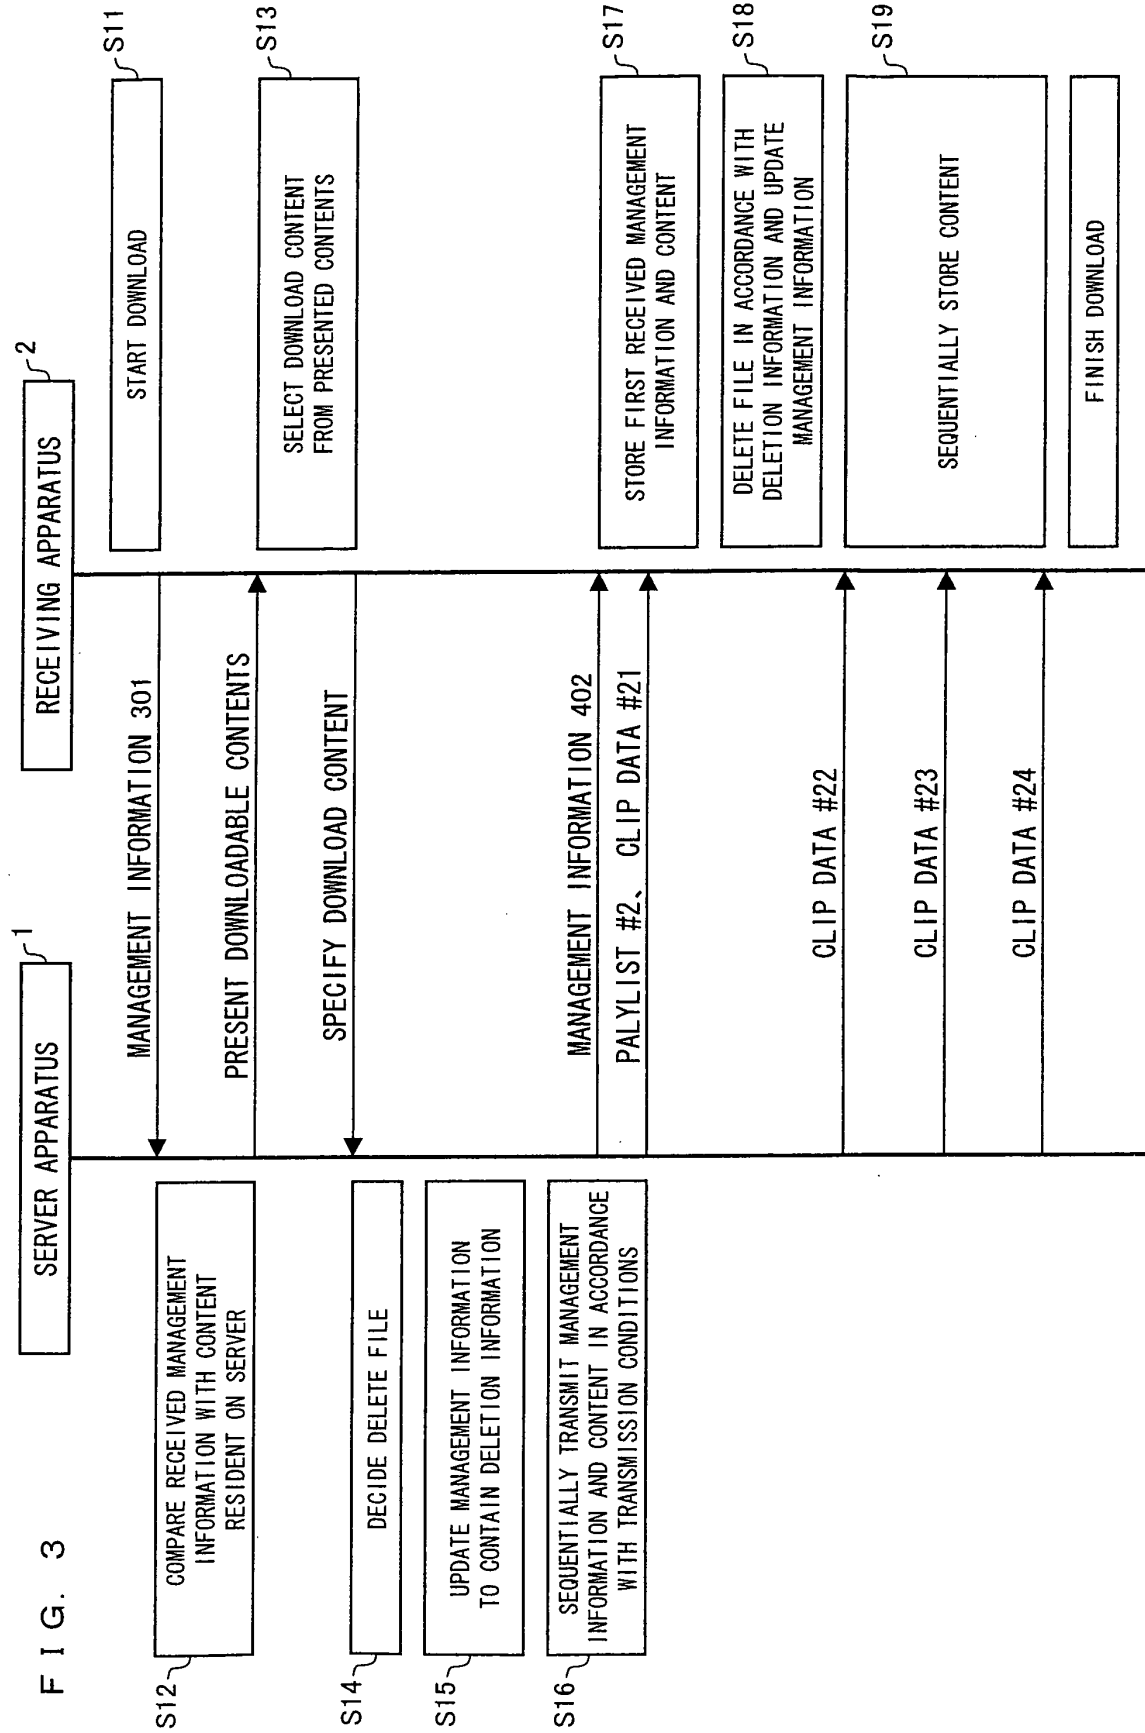 FIG. 3
SERVER APPARATUS
1
RECEIVING APPARATUS
2
START DOWNLOAD
S11
MANAGEMENT INFORMATION 301
S12
COMPARE RECEIVED MANAGEMENT
INFORMATION WITH CONTENT
RESIDENT ON SERVER
PRESENT DOWNLOADABLE CONTENTS
SELECT DOWNLOAD CONTENT
FROM PRESENTED CONTENTS
S13
SPECIFY DOWNLOAD CONTENT
S14
DECIDE DELETE FILE
S15
UPDATE MANAGEMENT INFORMATION
TO CONTAIN DELETION INFORMATION
S16
SEQUENTIALLY TRANSMIT MANAGEMENT
INFORMATION AND CONTENT IN ACCORDANCE
WITH TRANSMISSION CONDITIONS
MANAGEMENT INFORMATION 402
PALYLIST #2、 CLIP DATA #21
STORE FIRST RECEIVED MANAGEMENT
INFORMATION AND CONTENT
S17
DELETE FILE IN ACCORDANCE WITH
DELETION INFORMATION AND UPDATE
MANAGEMENT INFORMATION
S18
CLIP DATA #22
CLIP DATA #23
CLIP DATA #24
SEQUENTIALLY STORE CONTENT
S19
FINISH DOWNLOAD